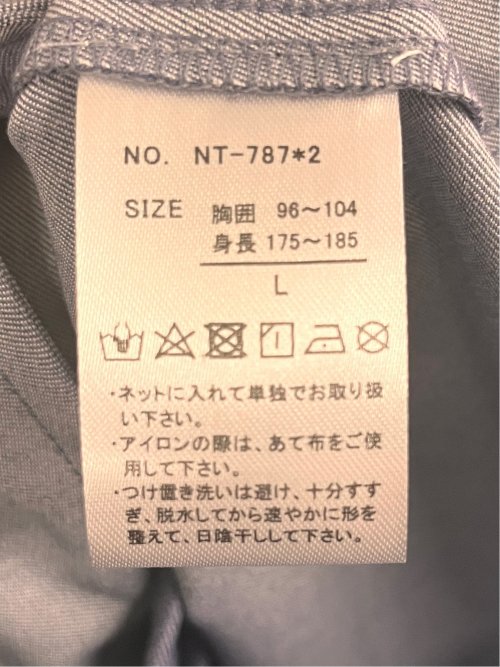 NO. NT-787*2
SIZE 胸囲 96～104
身長 175～185
L
・ネットに入れて単独でお取り扱
い下さい。
・アイロンの際は、あて布をご使
用して下さい。
・つけ置き洗いは避け、十分すす
ぎ、脱水してから速やかに形を
整えて、日陰干しして下さい。